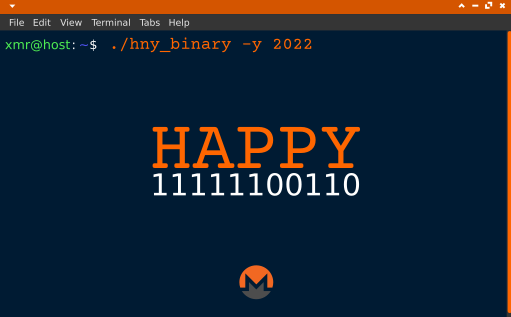 File Edit View Terminal Tabs Help
xmr@host:~$ ./hny_binary -y 2022
HAPPY
11111100110